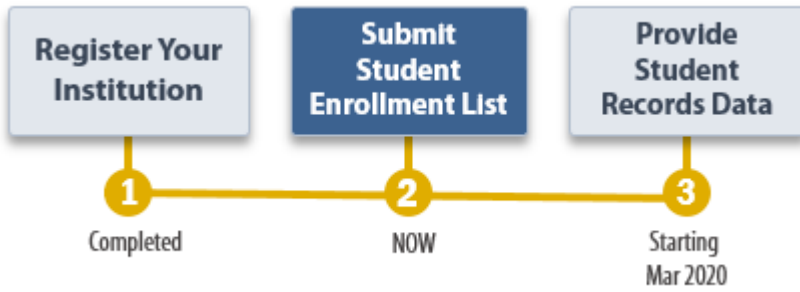 Register Your
Institution
Submit
Student
Enrollment List
Provide
Student
Records Data
1
2
3
Completed
NOW
Starting
Mar 2020